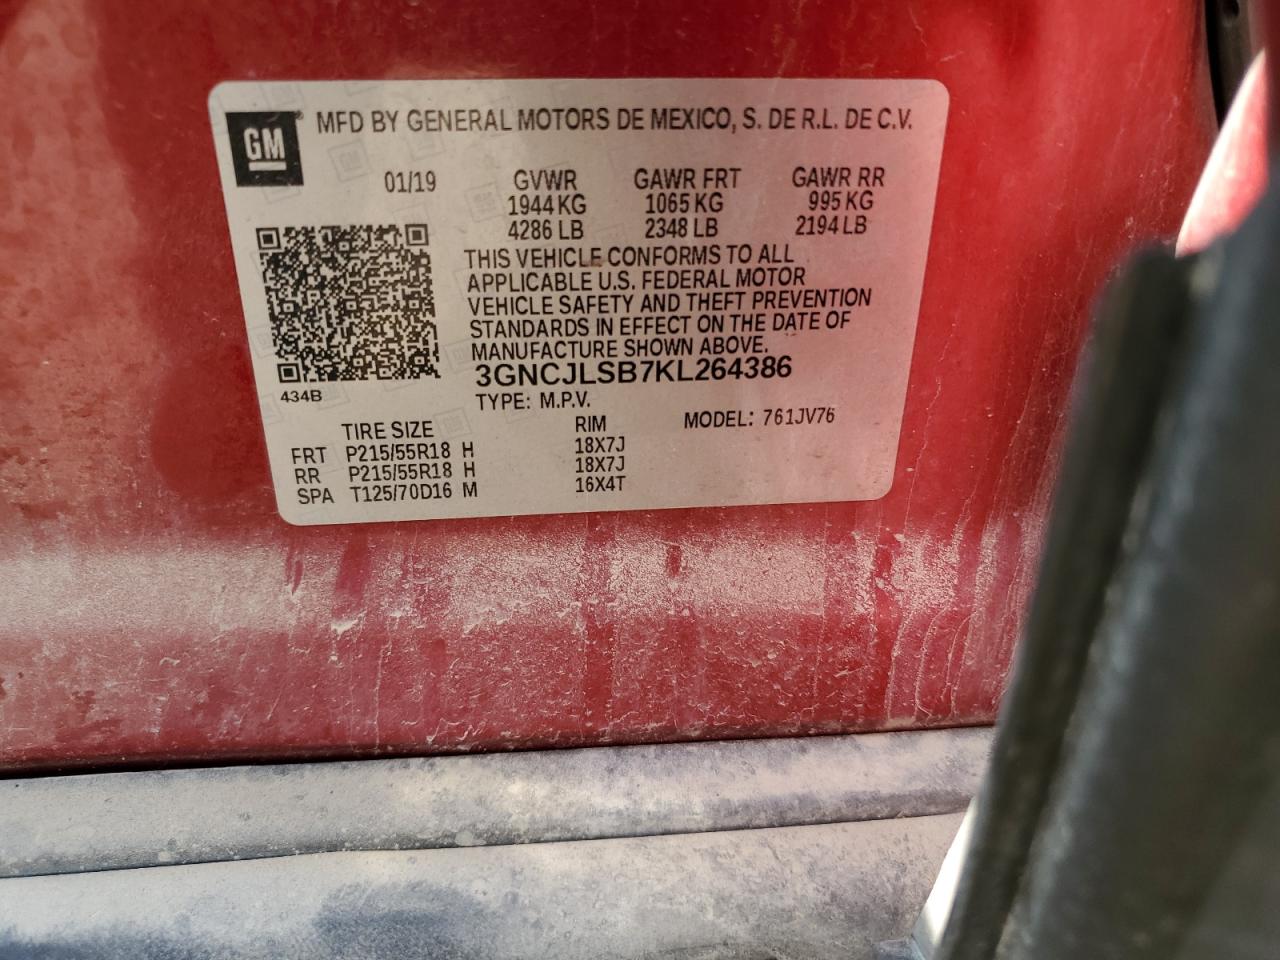 GM
MFD BY GENERAL MOTORS DE MEXICO, S. DE R.L. DE C.V.
01/19 GVWR GAWR FRT GAWR RR
1944 KG 1065 KG 995 KG
4286 LB 2348 LB 2194 LB
THIS VEHICLE CONFORMS TO ALL
APPLICABLE U.S. FEDERAL MOTOR
VEHICLE SAFETY AND THEFT PREVENTION
STANDARDS IN EFFECT ON THE DATE OF
MANUFACTURE SHOWN ABOVE.
3GNCJLSB7KL264386
434B
TYPE: M.P.V.
TIRE SIZE RIM MODEL: 761JV76
FRT P215/55R18 H 18X7J
RR P215/55R18 H 18X7J
SPA T125/70D16 M 16X4T